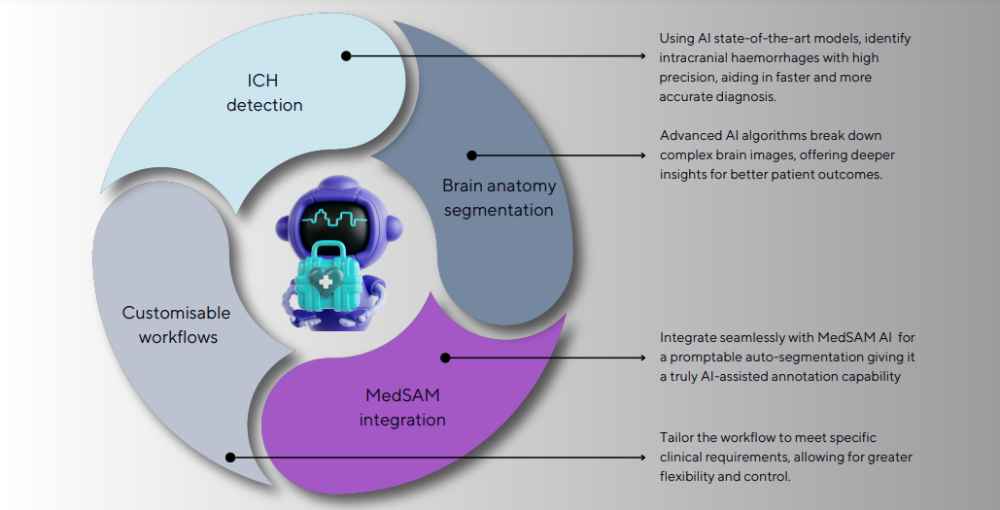 ICH
detection
Using AI state-of-the-art models, identify
intracranial haemorrhages with high
precision, aiding in faster and more
accurate diagnosis.
Brain anatomy
segmentation
Advanced AI algorithms break down
complex brain images, offering deeper
insights for better patient outcomes.
MedSAM
integration
Integrate seamlessly with MedSAM AI for
a promptable auto-segmentation giving it
a truly AI-assisted annotation capability
Customisable
workflows
Tailor the workflow to meet specific
clinical requirements, allowing for greater
flexibility and control.